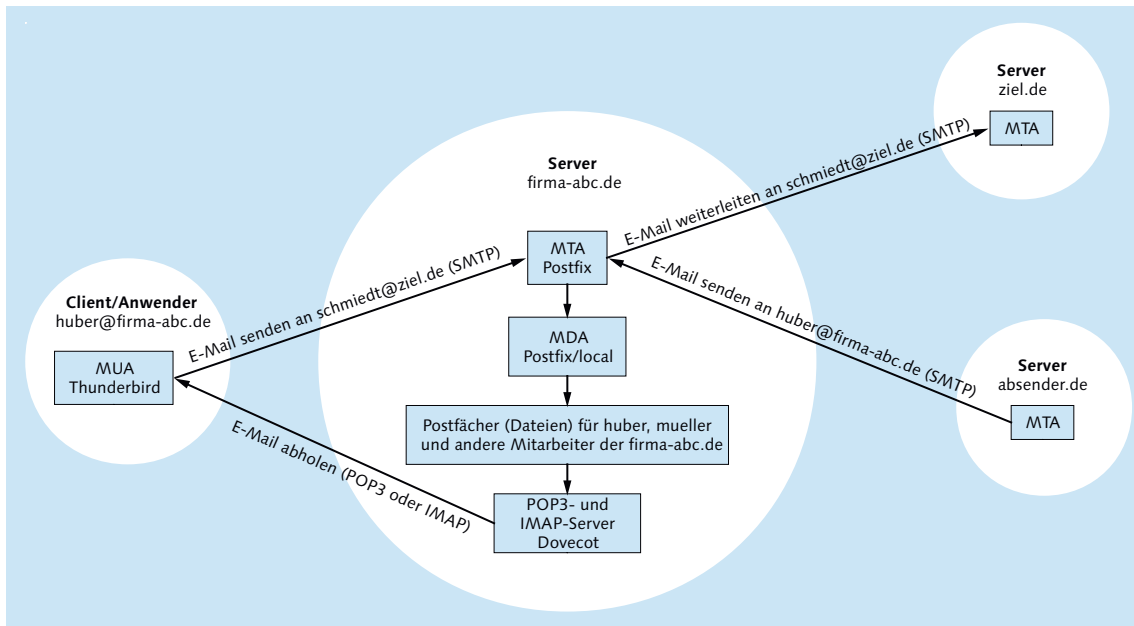 Server
ziel.de
MTA
E-Mail weiterleiten an schmiedt@ziel.de (SMTP)
Server
firma-abc.de
MTA
Postfix
E-Mail senden an schmiedt@ziel.de (SMTP)
E-Mail senden an huber@firma-abc.de (SMTP)
Client/Anwender
huber@firma-abc.de
MUA
Thunderbird
MDA
Postfix/local
Server
absender.de
MTA
Postfächer (Dateien) für huber, mueller
und andere Mitarbeiter der firma-abc.de
E-Mail abholen (POP3 oder IMAP)
POP3- und
IMAP-Server
Dovecot